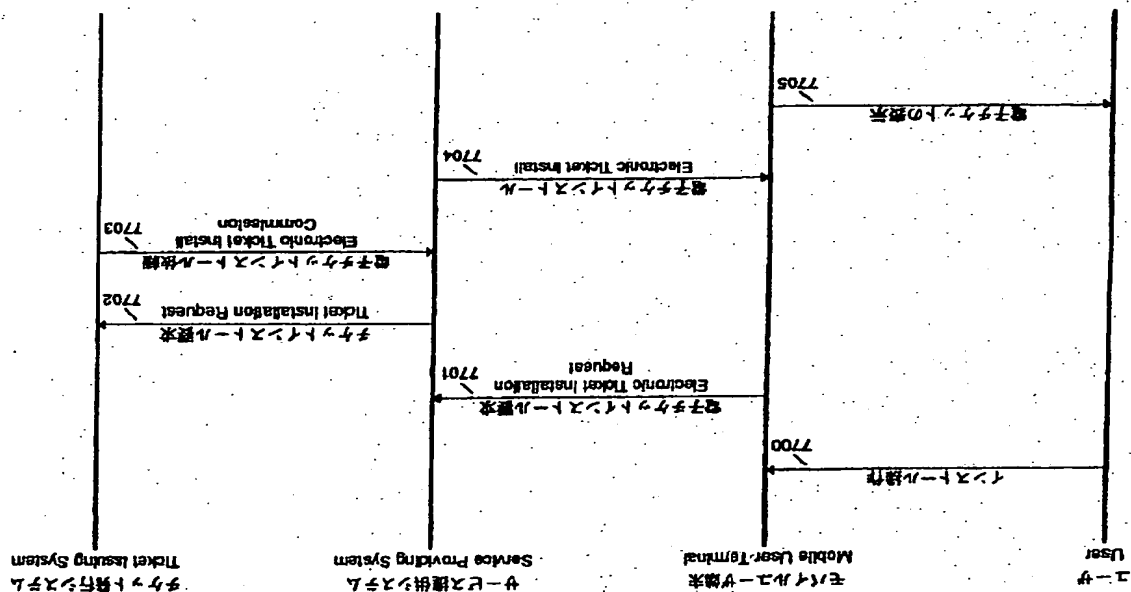 ユーザ
User
モバイルユーザ端末
Mobile User Terminal
サービス提供システム
Service Providing System
チケット発行システム
Ticket Issuing System
インストール操作
7700
電子チケットインストール要求
Electronic Ticket Installation
Request
7701
チケットインストール要求
Ticket Installation Request
7702
電子チケットインストール依頼
Electronic Ticket Install
Commission
7703
電子チケットインストール
Electronic Ticket Install
7704
電子チケットの表示
7705